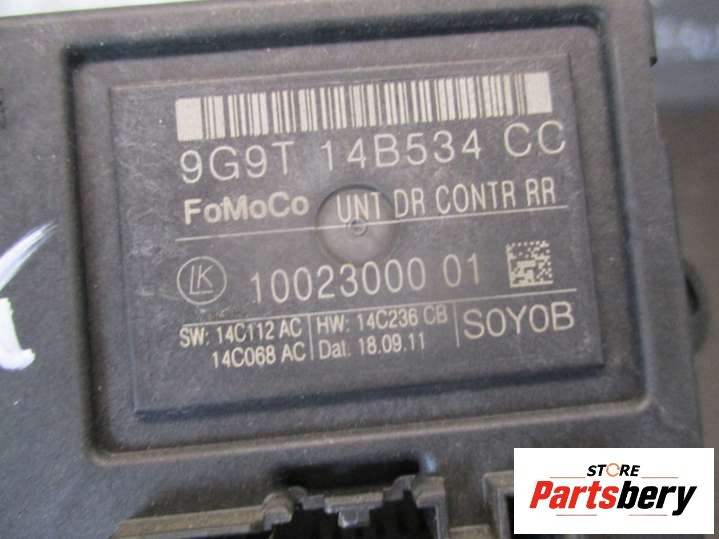 9G9T 14B534 CC
FoMoCo UNT DR CONTR RR
LK 10023000 01
SW: 14C112 AC HW: 14C236 CB S0Y0B
14C068 AC Dat. 18.09.11
STORE
Partsbery